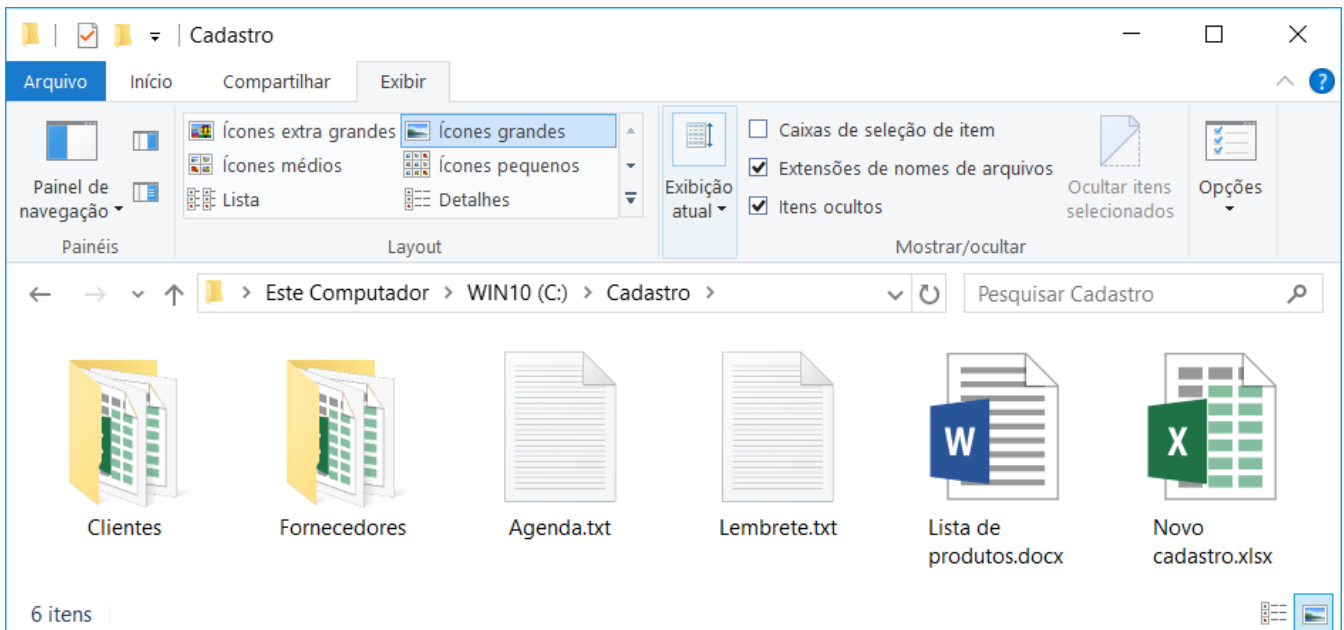 Cadastro
Arquivo Início Compartilhar Exibir
Ícones extra grandes Ícones grandes
Ícones médios Ícones pequenos
Lista Detalhes
Painel de
navegação
Painéis
Layout
Exibição
atual
Caixas de seleção de item
Extensões de nomes de arquivos
Itens ocultos
Ocultar itens
selecionados
Mostrar/ocultar
Opções
Este Computador > WIN10 (C:) > Cadastro >
Pesquisar Cadastro
W
X
Clientes
Fornecedores
Agenda.txt
Lembrete.txt
Lista de
produtos.docx
Novo
cadastro.xlsx
6 itens